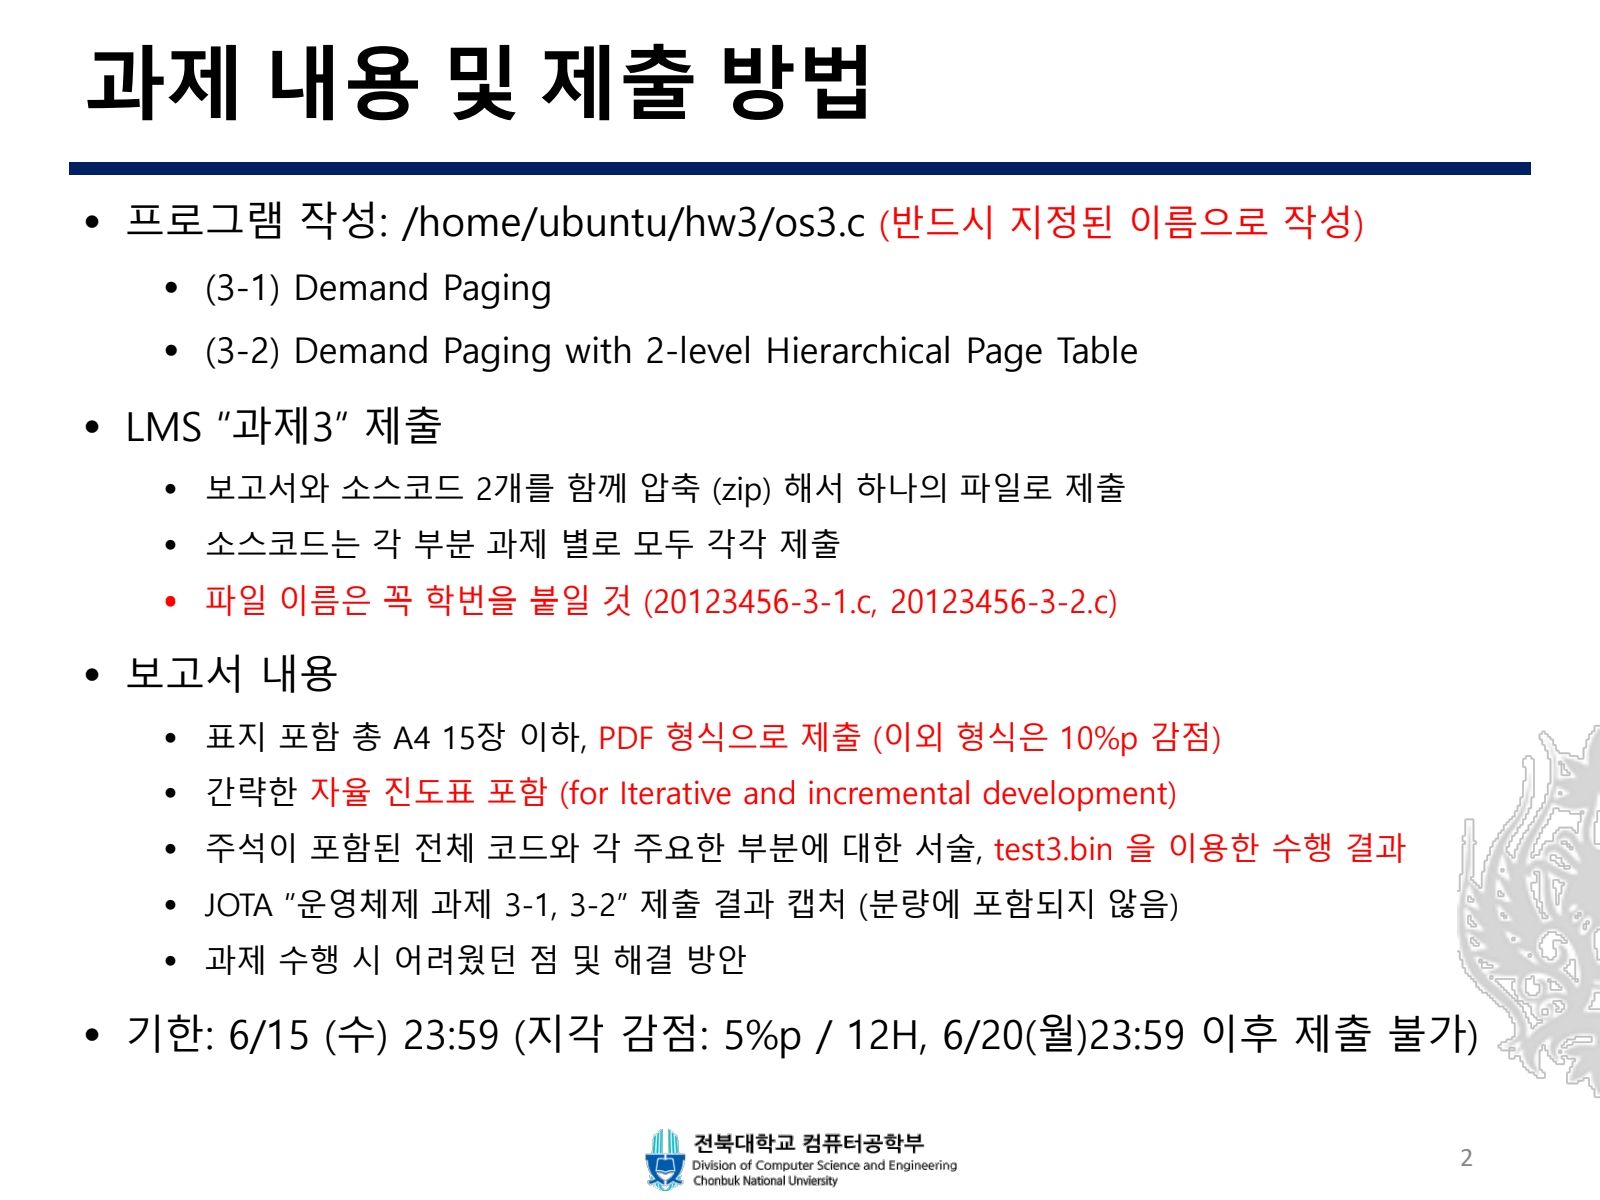 과제 내용 및 제출 방법
• 프로그램 작성: /home/ubuntu/hw3/os3.c (반드시 지정된 이름으로 작성)
• (3-1) Demand Paging
• (3-2) Demand Paging with 2-level Hierarchical Page Table
• LMS “과제3” 제출
• 보고서와 소스코드 2개를 함께 압축 (zip) 해서 하나의 파일로 제출
• 소스코드는 각 부분 과제 별로 모두 각각 제출
• 파일 이름은 꼭 학번을 붙일 것 (20123456-3-1.c, 20123456-3-2.c)
• 보고서 내용
• 표지 포함 총 A4 15장 이하, PDF 형식으로 제출 (이외 형식은 10%p 감점)
• 간략한 자율 진도표 포함 (for Iterative and incremental development)
• 주석이 포함된 전체 코드와 각 주요한 부분에 대한 서술, test3.bin 을 이용한 수행 결과
• JOTA “운영체제 과제 3-1, 3-2” 제출 결과 캡처 (분량에 포함되지 않음)
• 과제 수행 시 어려웠던 점 및 해결 방안
• 기한: 6/15 (수) 23:59 (지각 감점: 5%p / 12H, 6/20(월)23:59 이후 제출 불가)
전북대학교 컴퓨터공학부
Division of Computer Science and Engineering
Chonbuk National Unviersity
2